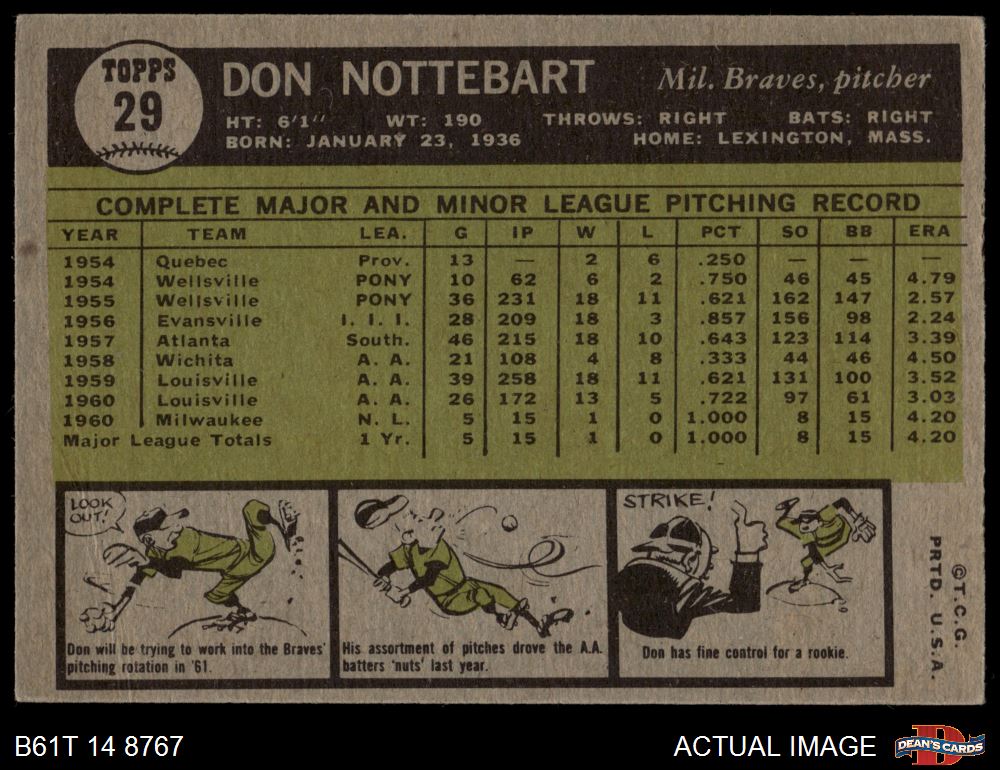 TOPPS
29
DON NOTTEBART Mil. Braves, pitcher
HT: 6'1" WT: 190 THROWS: RIGHT BATS: RIGHT
BORN: JANUARY 23, 1936 HOME: LEXINGTON, MASS.
COMPLETE MAJOR AND MINOR LEAGUE PITCHING RECORD
YEAR TEAM LEA. G IP W L PCT SO BB ERA
1954 Quebec Prov. 13 — 2 6 .250 — — —
1954 Wellsville PONY 10 62 6 2 .750 46 45 4.79
1955 Wellsville PONY 36 231 18 11 .621 162 147 2.57
1956 Evansville I. I. I. 28 209 18 3 .857 156 98 2.24
1957 Atlanta South. 46 215 18 10 .643 123 114 3.39
1958 Wichita A. A. 21 108 4 8 .333 44 46 4.50
1959 Louisville A. A. 39 258 18 11 .621 131 100 3.52
1960 Louisville A. A. 26 172 13 5 .722 97 61 3.03
1960 Milwaukee N. L. 5 15 1 0 1.000 8 15 4.20
Major League Totals 1 Yr. 5 15 1 0 1.000 8 15 4.20
LOOK
OUT!
Don will be trying to work into the Braves'
pitching rotation in '61.
His assortment of pitches drove the A.A.
batters 'nuts' last year.
STRIKE!
Don has fine control for a rookie.
©T.C.G.
PRTD. U.S.A.
B61T 14 8767
ACTUAL IMAGE
D
DEAN'S CARDS